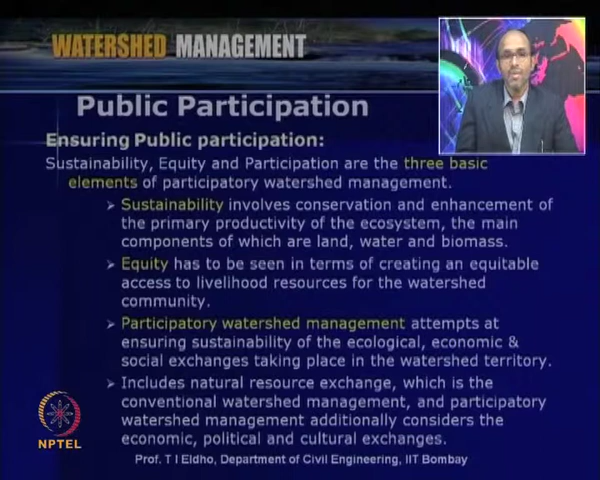 WATERSHED MANAGEMENT
Public Participation
Ensuring Public participation:
Sustainability, Equity and Participation are the three basic
elements of participatory watershed management.
➢ Sustainability involves conservation and enhancement of
the primary productivity of the ecosystem, the main
components of which are land, water and biomass.
➢ Equity has to be seen in terms of creating an equitable
access to livelihood resources for the watershed
community.
➢ Participatory watershed management attempts at
ensuring sustainability of the ecological, economic &
social exchanges taking place in the watershed territory.
➢ Includes natural resource exchange, which is the
conventional watershed management, and participatory
watershed management additionally considers the
economic, political and cultural exchanges.
NPTEL
Prof. T I Eldho, Department of Civil Engineering, IIT Bombay